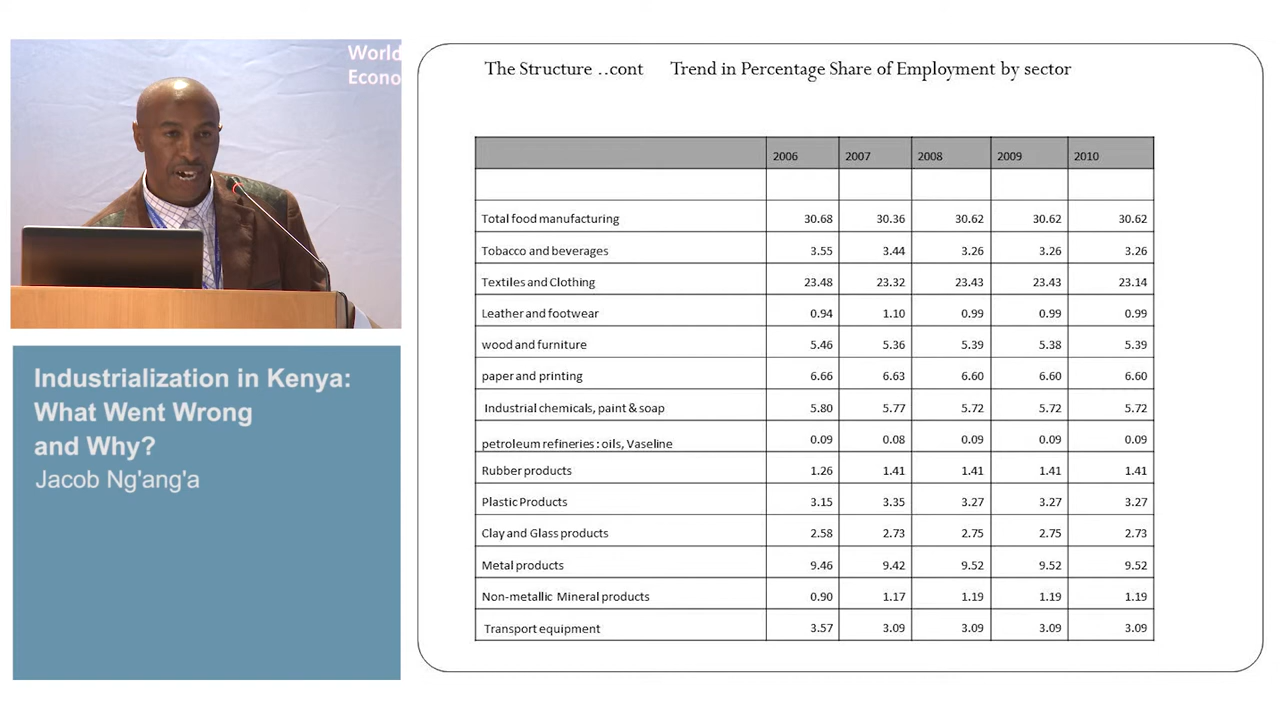 World
Econo
Industrialization in Kenya:
What Went Wrong
and Why?
Jacob Ng'ang'a
The Structure ..cont Trend in Percentage Share of Employment by sector
2006 2007 2008 2009 2010
Total food manufacturing 30.68 30.36 30.62 30.62 30.62
Tobacco and beverages 3.55 3.44 3.26 3.26 3.26
Textiles and Clothing 23.48 23.32 23.43 23.43 23.14
Leather and footwear 0.94 1.10 0.99 0.99 0.99
wood and furniture 5.46 5.36 5.39 5.38 5.39
paper and printing 6.66 6.63 6.60 6.60 6.60
Industrial chemicals, paint & soap 5.80 5.77 5.72 5.72 5.72
petroleum refineries : oils, Vaseline 0.09 0.08 0.09 0.09 0.09
Rubber products 1.26 1.41 1.41 1.41 1.41
Plastic Products 3.15 3.35 3.27 3.27 3.27
Clay and Glass products 2.58 2.73 2.75 2.75 2.73
Metal products 9.46 9.42 9.52 9.52 9.52
Non-metallic Mineral products 0.90 1.17 1.19 1.19 1.19
Transport equipment 3.57 3.09 3.09 3.09 3.09